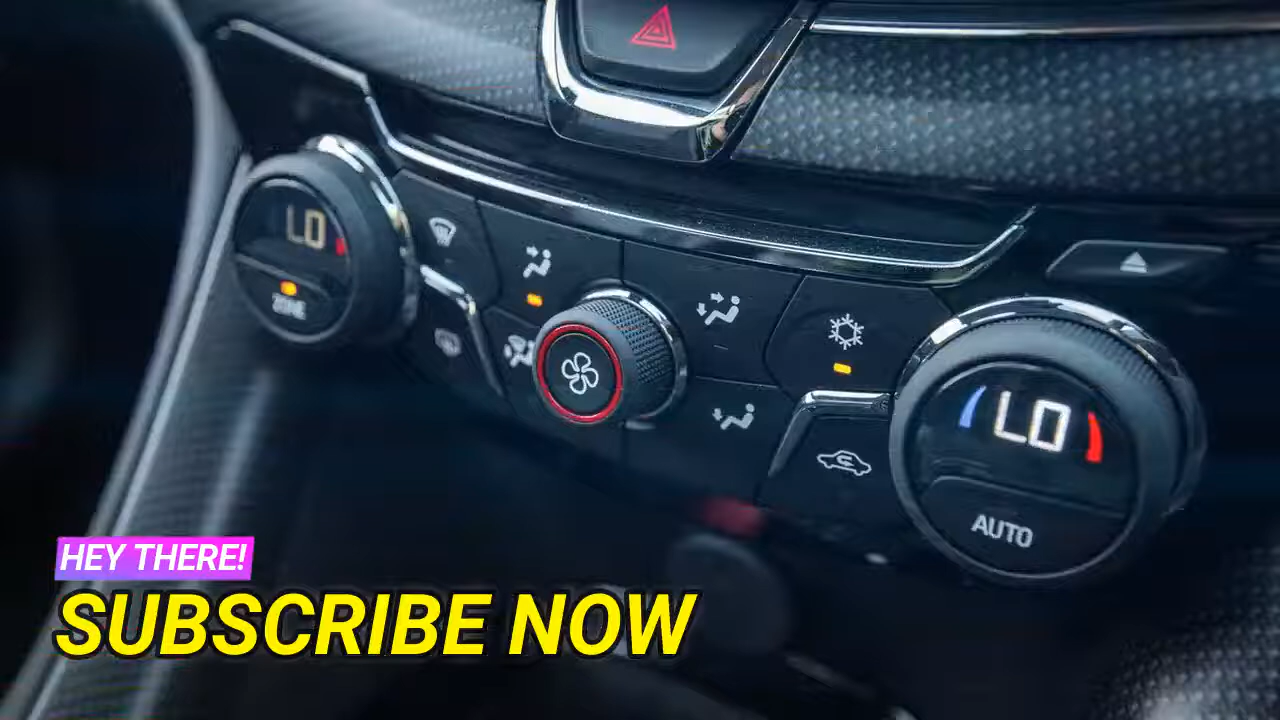 LO
ZONE
LO
AUTO
HEY THERE!
SUBSCRIBE NOW